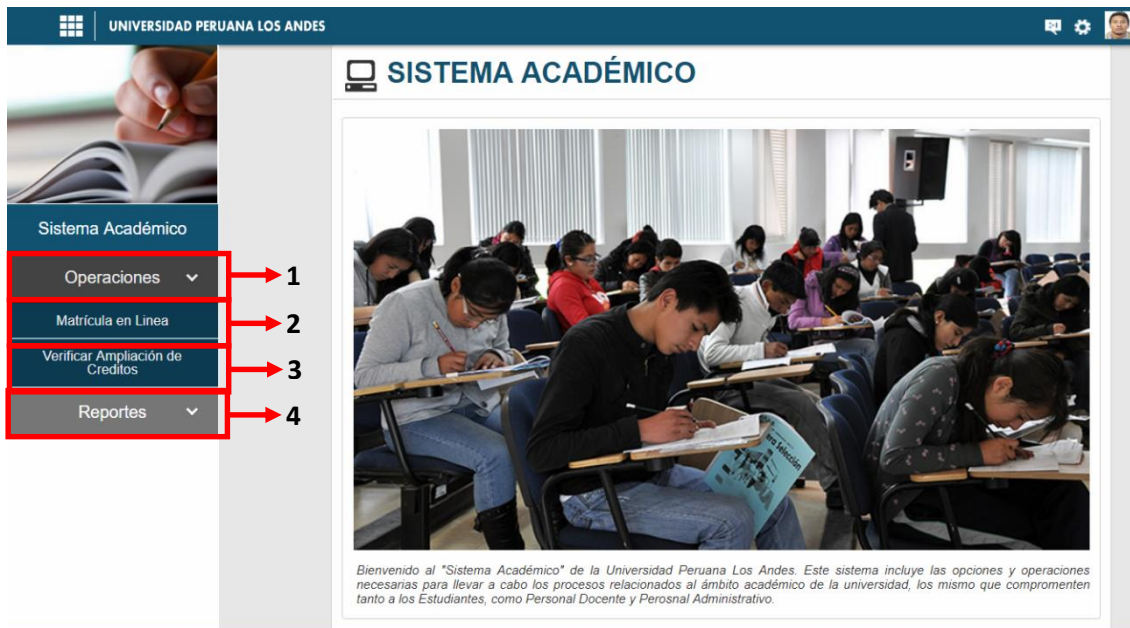 UNIVERSIDAD PERUANA LOS ANDES
SISTEMA ACADÉMICO
Sistema Académico
Operaciones
1
Matrícula en Linea
2
Verificar Ampliación de
Creditos
3
Reportes
4
era Selección
Bienvenido al "Sistema Académico" de la Universidad Peruana Los Andes. Este sistema incluye las opciones y operaciones
necesarias para llevar a cabo los procesos relacionados al ámbito académico de la universidad, los mismo que comprometen
tanto a los Estudiantes, como Personal Docente y Perosnal Administrativo.